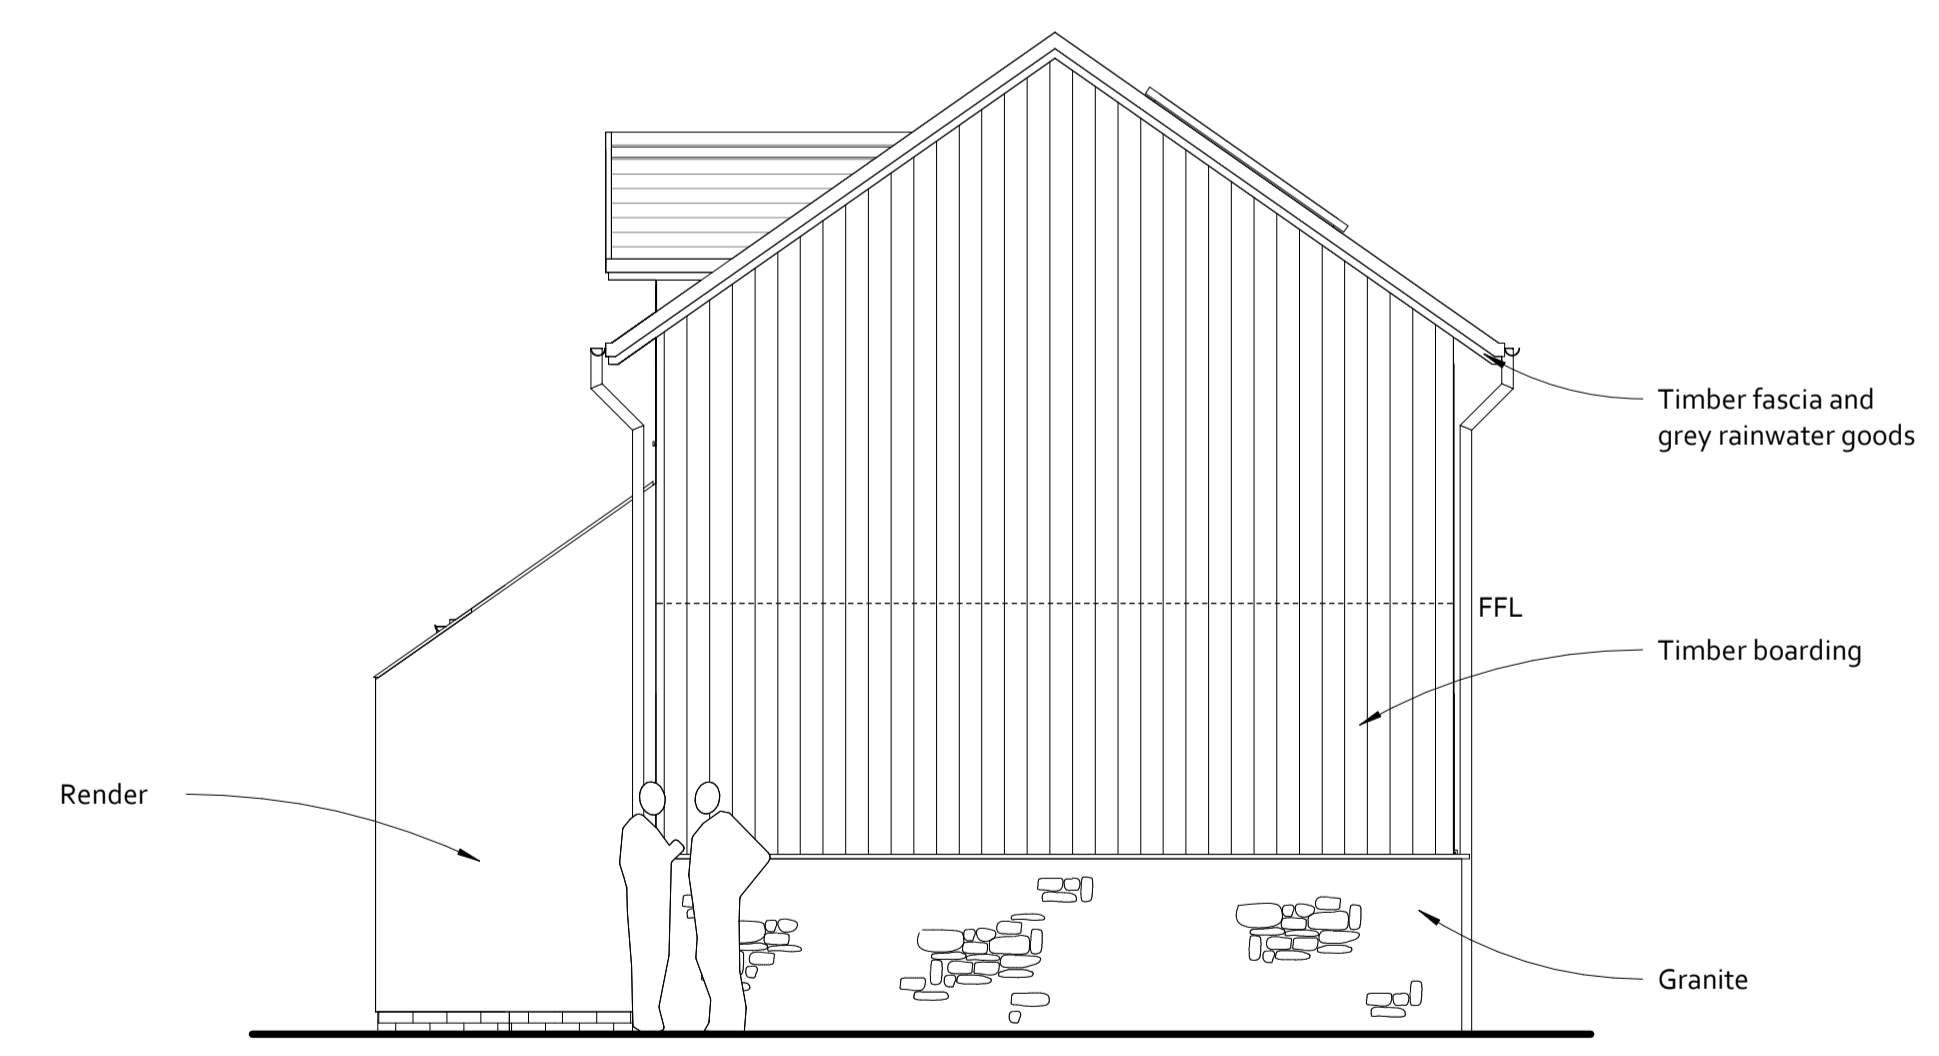 Timber fascia and
grey rainwater goods
FFL
Timber boarding
Render
Granite